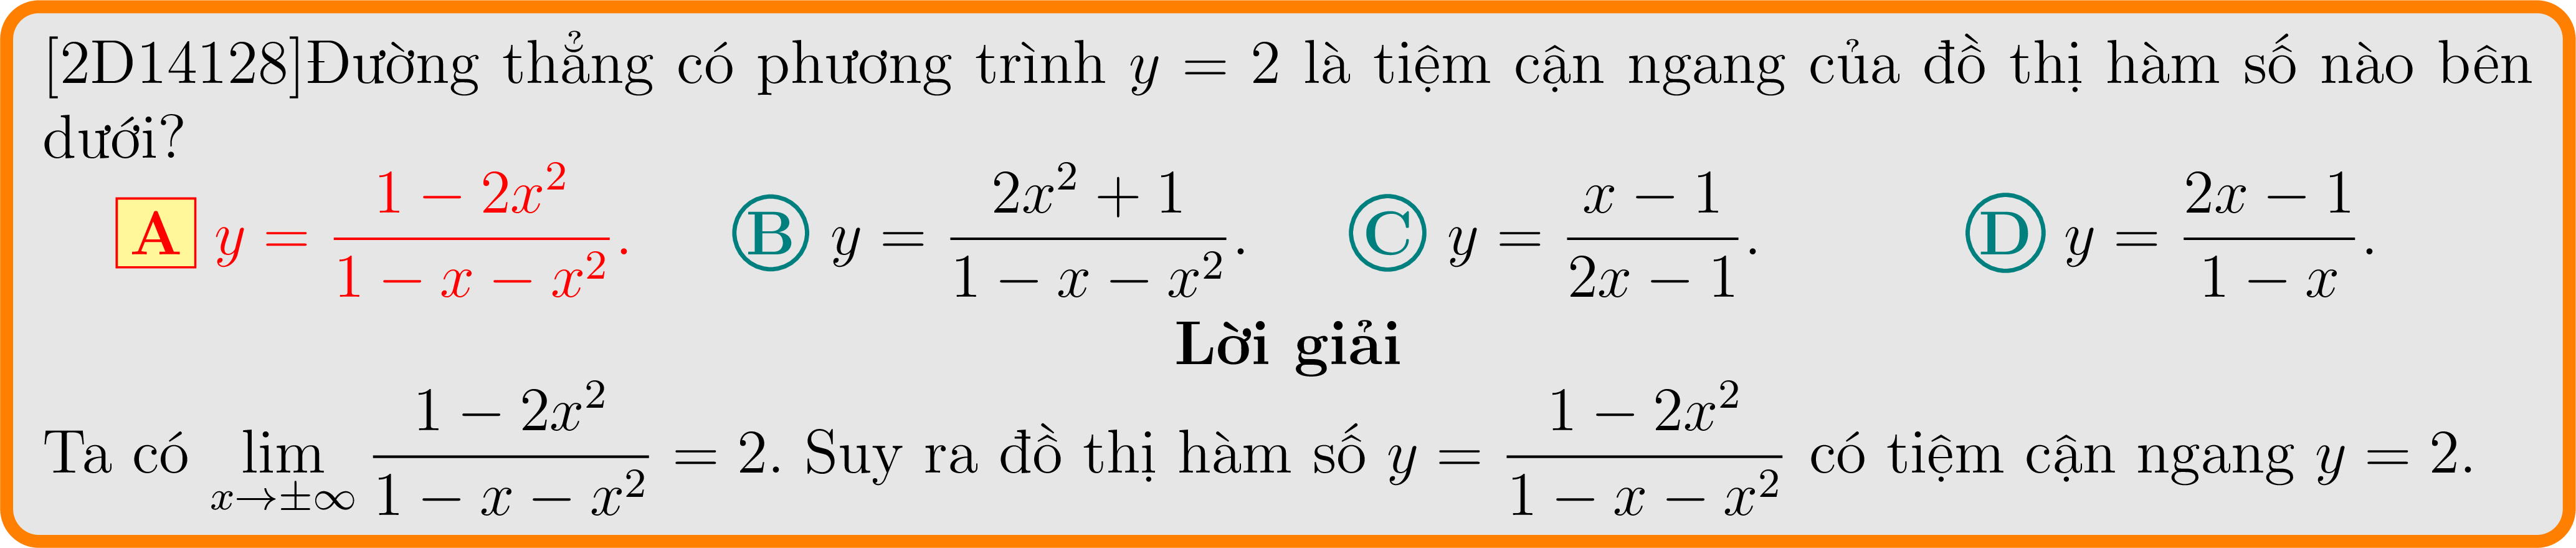 [2D14128]Đường thẳng có phương trình y = 2 là tiệm cận ngang của đồ thị hàm số nào bên
dưới?
A y = \frac{1 - 2x^2}{1 - x - x^2}. B y = \frac{2x^2 + 1}{1 - x - x^2}. C y = \frac{x - 1}{2x - 1}. D y = \frac{2x - 1}{1 - x}.
Lời giải
Ta có \lim_{x \to \pm\infty} \frac{1 - 2x^2}{1 - x - x^2} = 2. Suy ra đồ thị hàm số y = \frac{1 - 2x^2}{1 - x - x^2} có tiệm cận ngang y = 2.